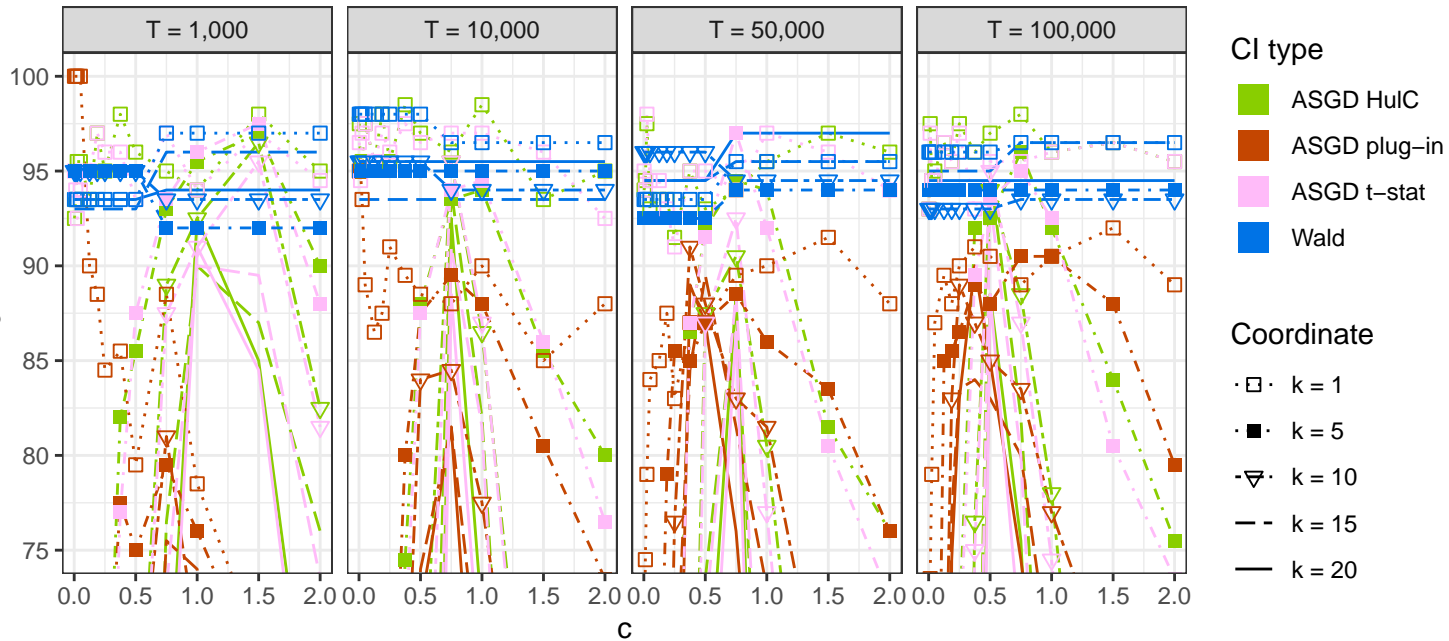 T = 1,000
T = 10,000
T = 50,000
T = 100,000
100
95
90
85
80
75
0.0 0.5 1.0 1.5 2.0
0.0 0.5 1.0 1.5 2.0
0.0 0.5 1.0 1.5 2.0
0.0 0.5 1.0 1.5 2.0
c
CI type
ASGD HulC
ASGD plug−in
ASGD t−stat
Wald
Coordinate
k = 1
k = 5
k = 10
k = 15
k = 20